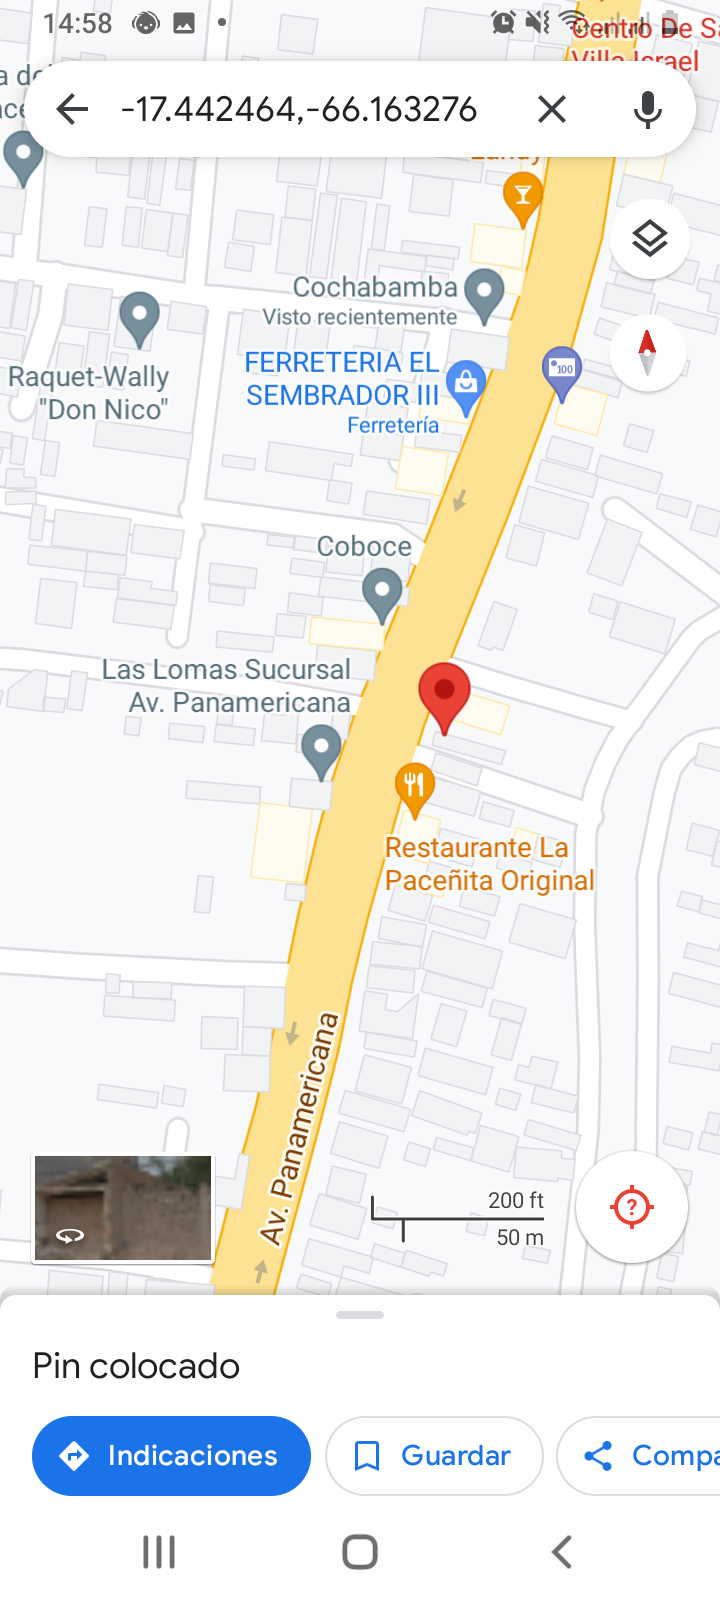 14:58
Centro De Sa
Villa Israel
-17.442464,-66.163276
Cochabamba
Visto recientemente
100
FERRETERIA EL
SEMBRADOR III
Ferretería
Raquet-Wally
"Don Nico"
Coboce
Las Lomas Sucursal
Av. Panamericana
Restaurante La
Paceñita Original
Av. Panamericana
200 ft
50 m
?
Pin colocado
Indicaciones
Guardar
Compa